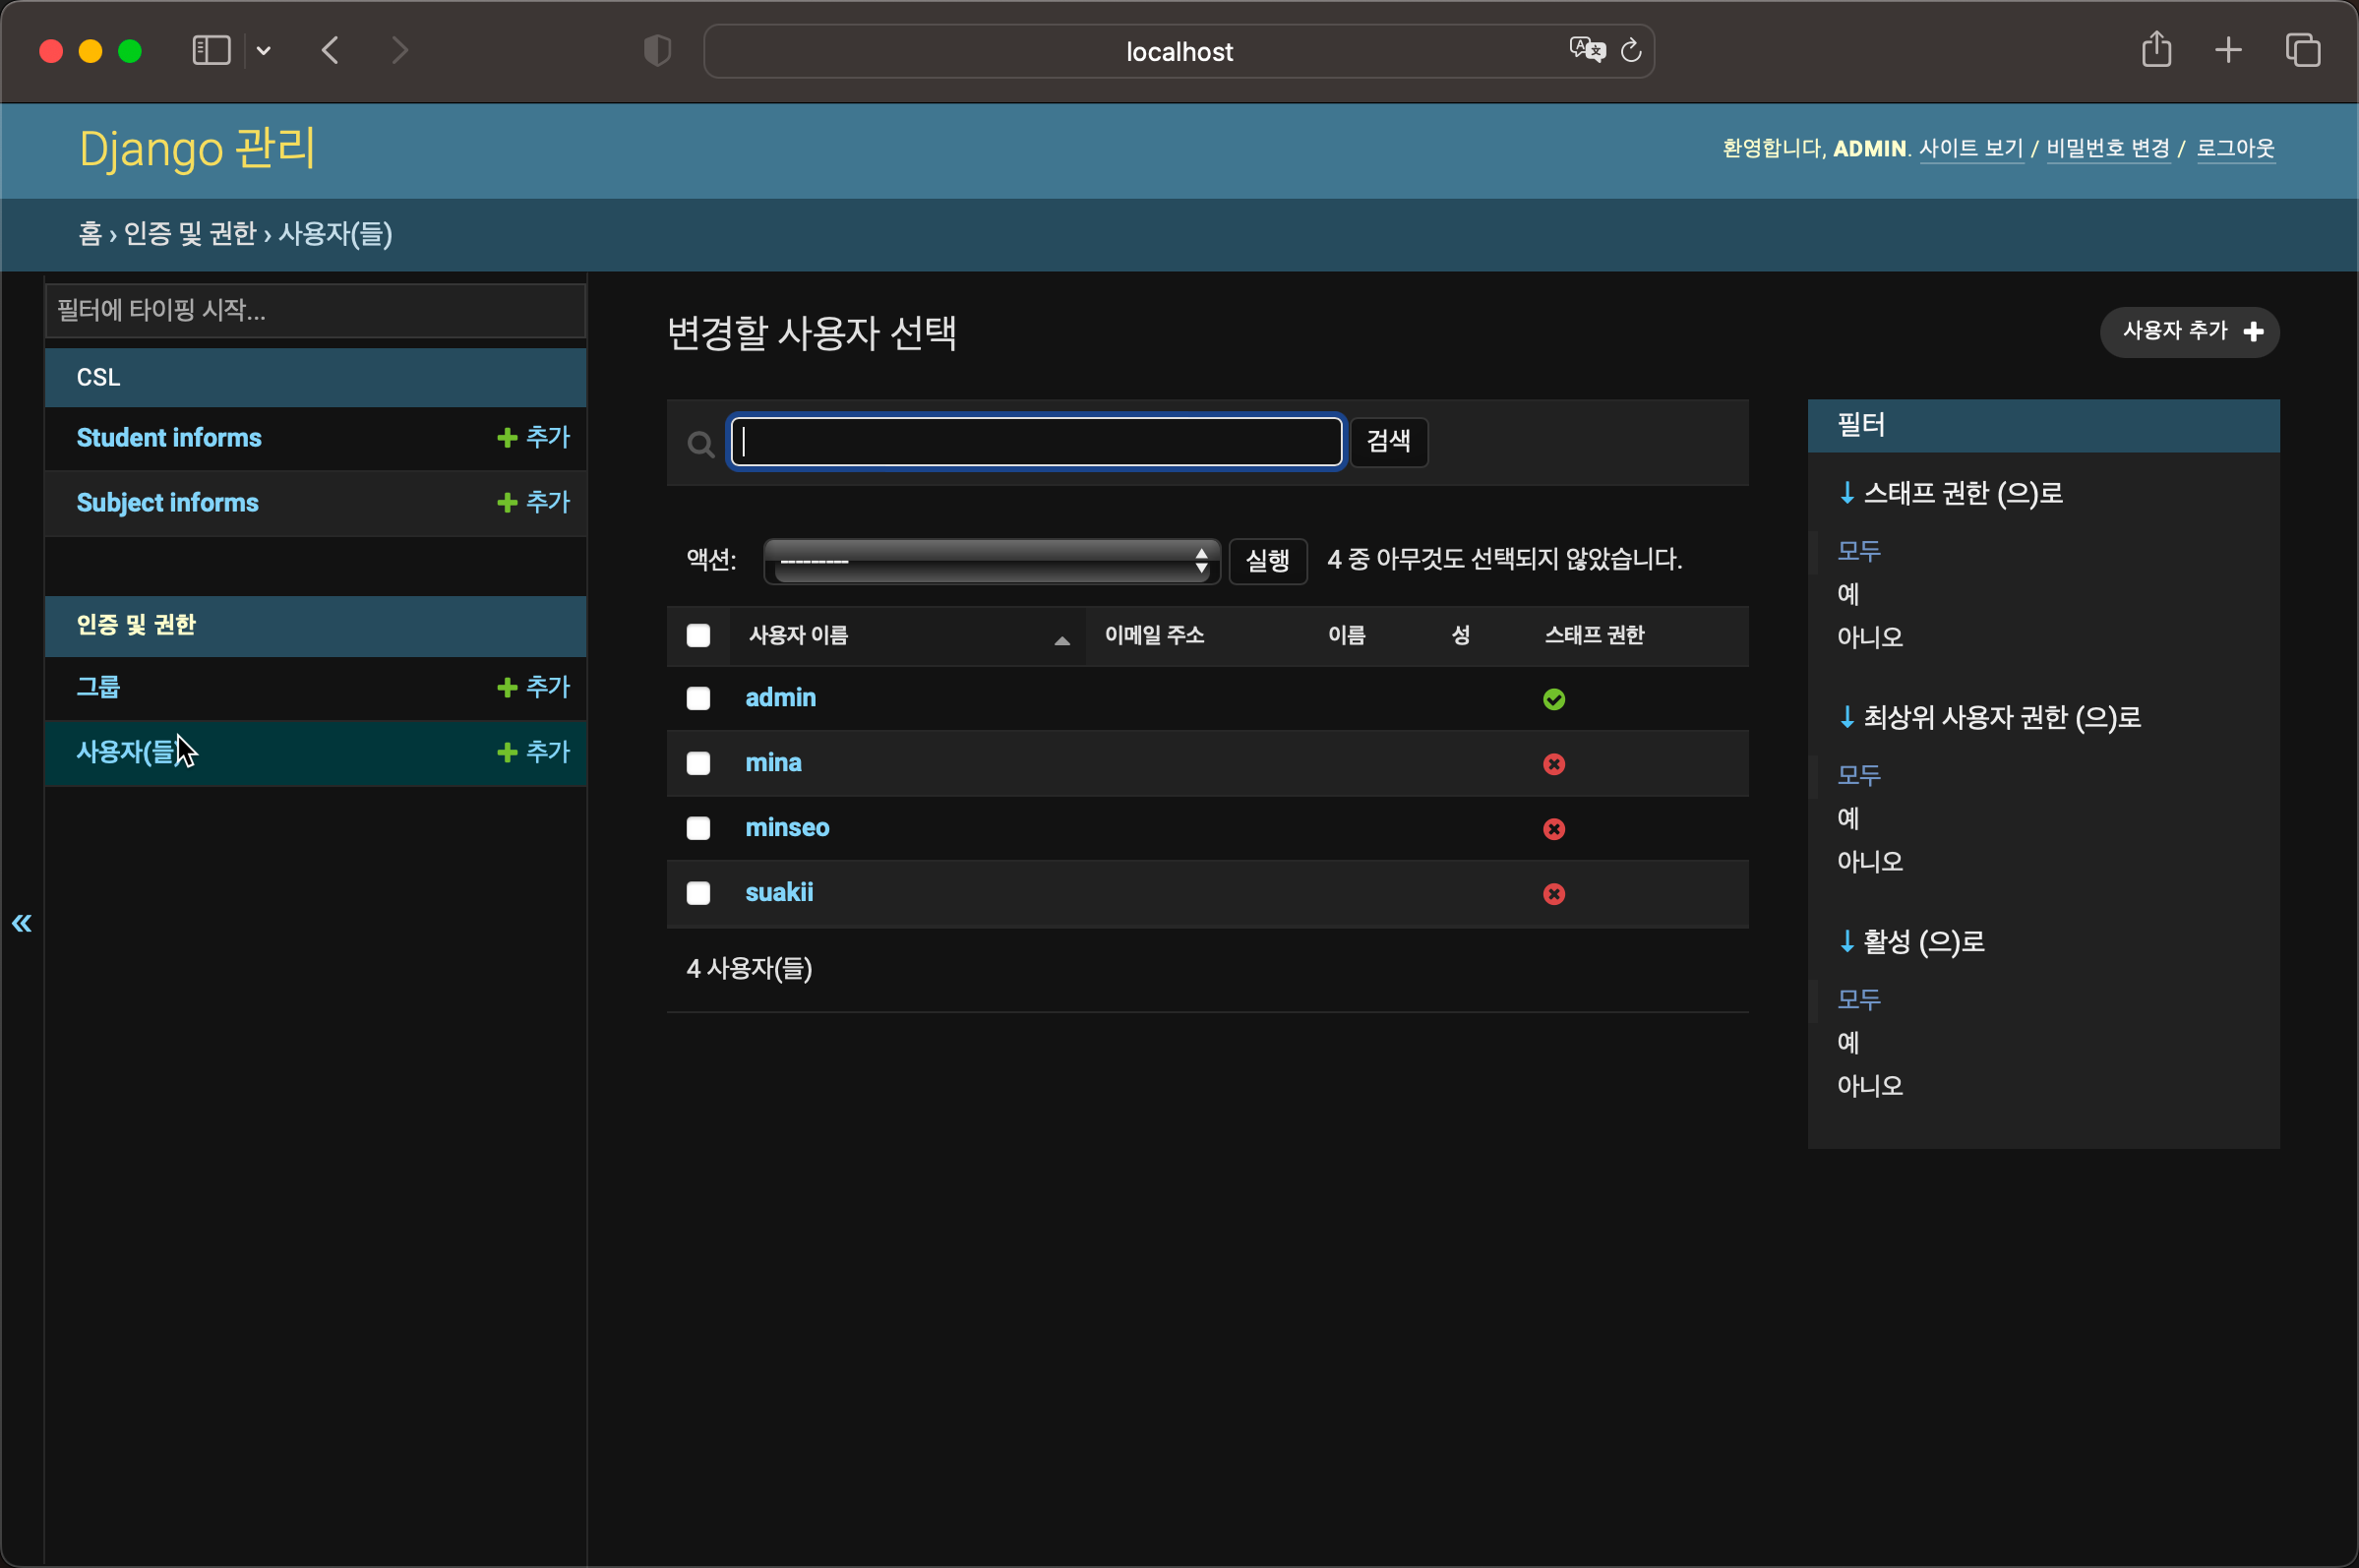 localhost
Django 관리
환영합니다, ADMIN. 사이트 보기 / 비밀번호 변경 / 로그아웃
홈 › 인증 및 권한 › 사용자(들)
필터에 타이핑 시작...
CSL
Student informs 추가
Subject informs 추가
인증 및 권한
그룹 추가
사용자(들) 추가
변경할 사용자 선택
사용자 추가
검색
액션: --------- 실행 4 중 아무것도 선택되지 않았습니다.
사용자 이름 이메일 주소 이름 성 스태프 권한
admin
mina
minseo
suakii
4 사용자(들)
필터
↓ 스태프 권한 (으)로
모두
예
아니오
↓ 최상위 사용자 권한 (으)로
모두
예
아니오
↓ 활성 (으)로
모두
예
아니오